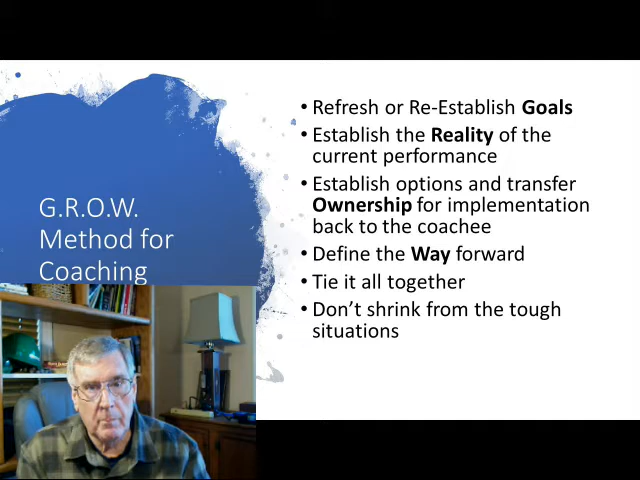 G.R.O.W.
Method for
Coaching
• Refresh or Re-Establish Goals
• Establish the Reality of the
current performance
• Establish options and transfer
Ownership for implementation
back to the coachee
• Define the Way forward
• Tie it all together
• Don’t shrink from the tough
situations